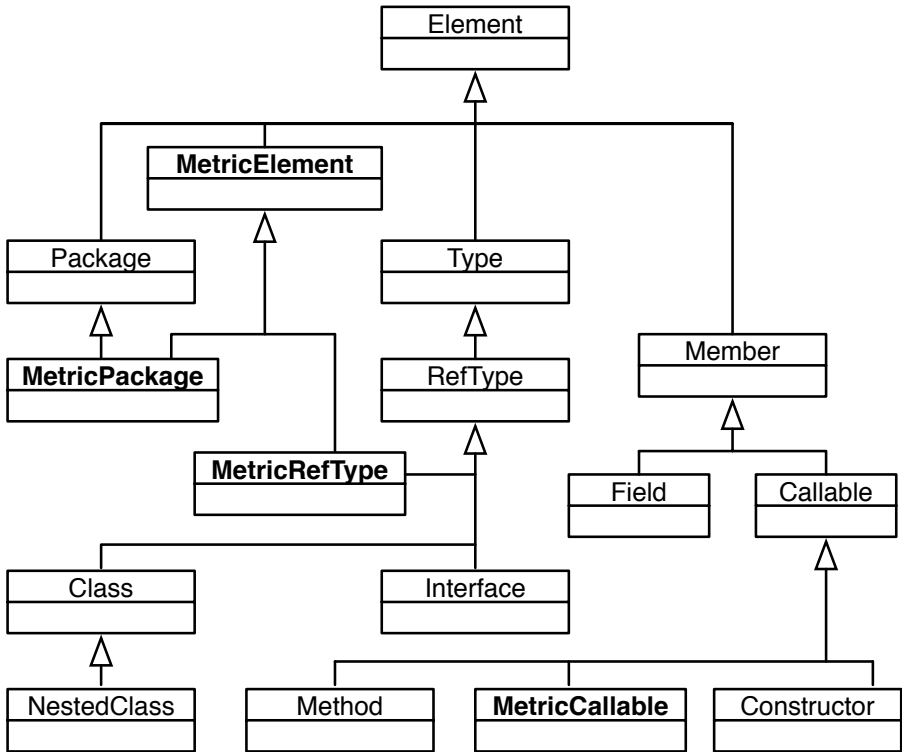 Element
MetricElement
Package
Type
Member
MetricPackage
RefType
MetricRefType
Field
Callable
Class
Interface
NestedClass
Method
MetricCallable
Constructor